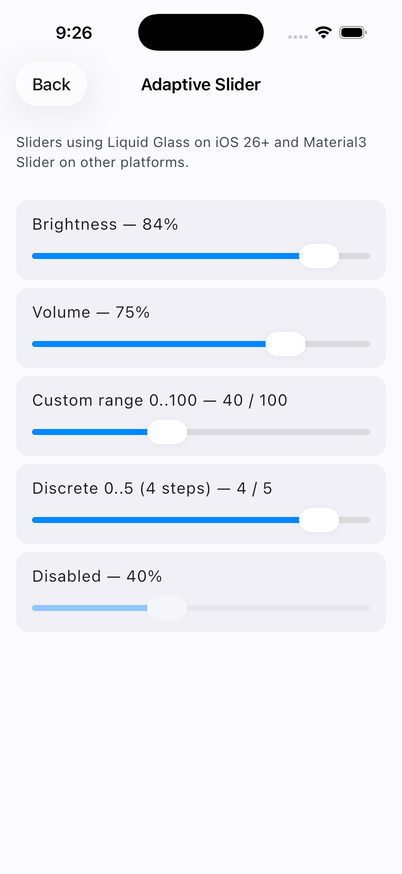 9:26
Back
Adaptive Slider
Sliders using Liquid Glass on iOS 26+ and Material3
Slider on other platforms.
Brightness — 84%
Volume — 75%
Custom range 0..100 — 40 / 100
Discrete 0..5 (4 steps) — 4 / 5
Disabled — 40%